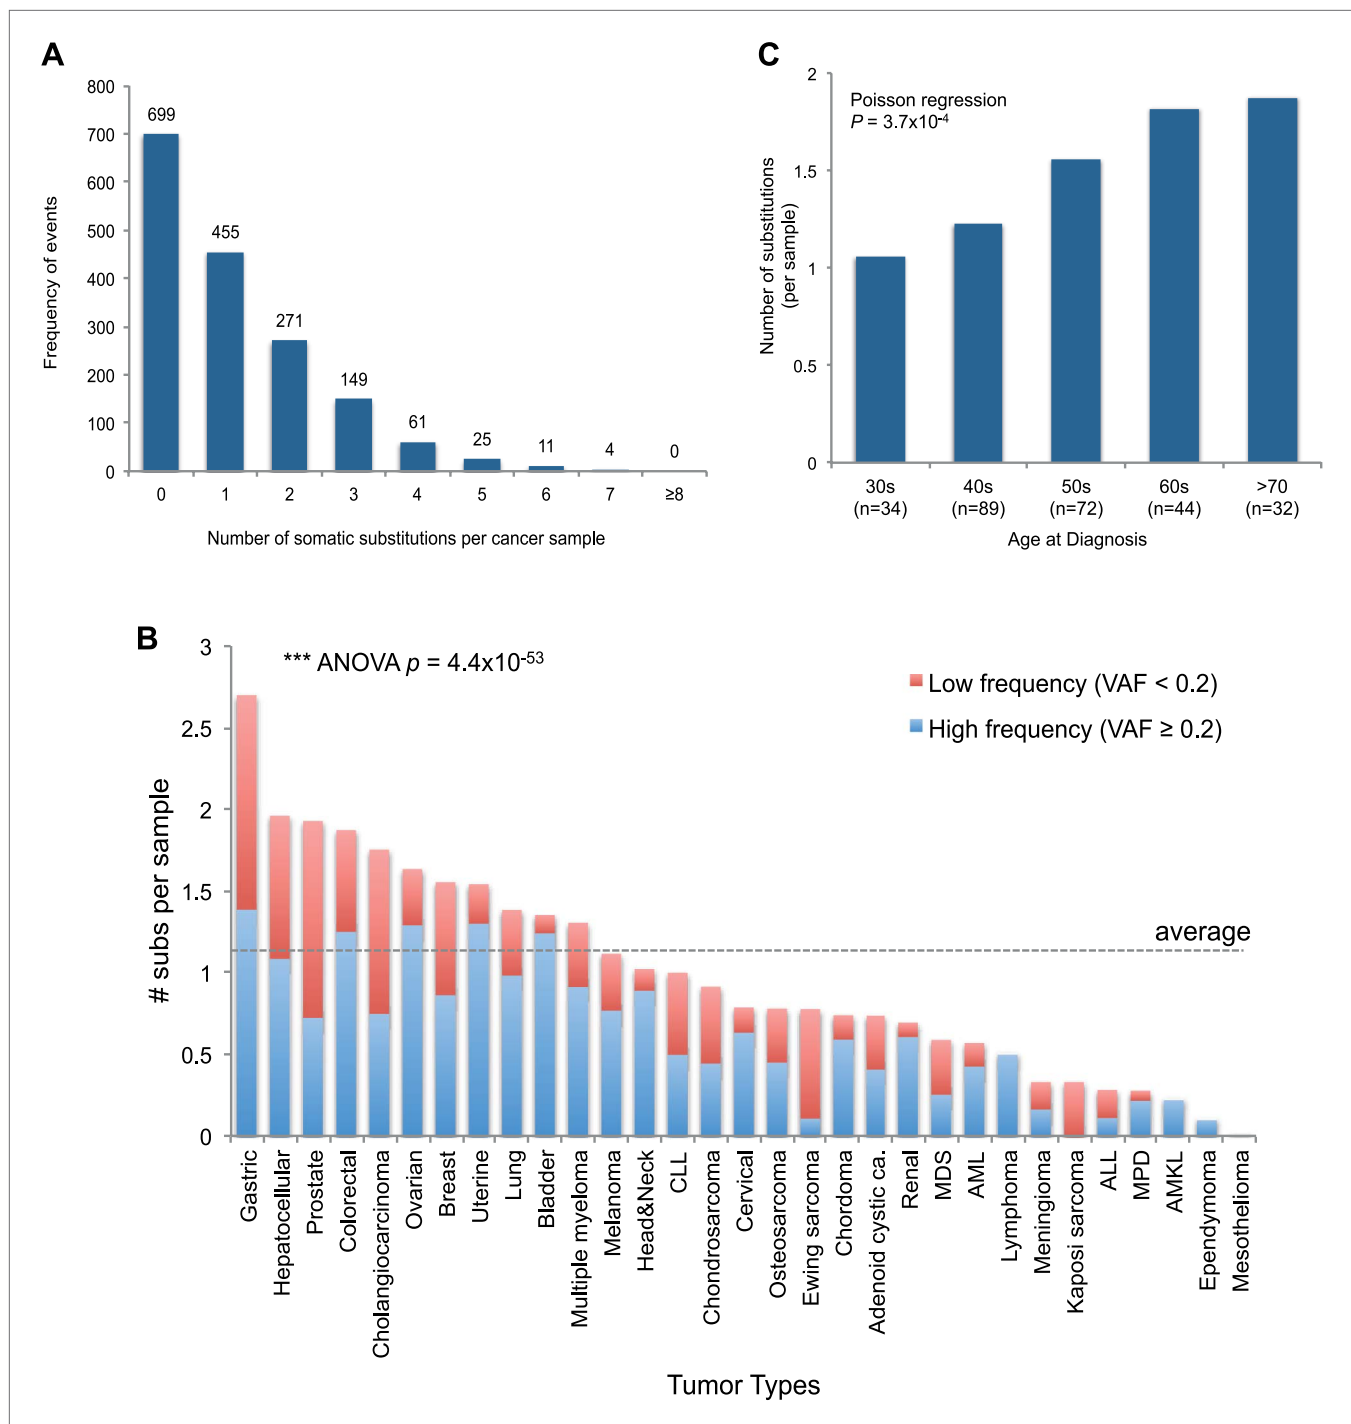 A
800
700
600
500
400
300
200
100
0
Frequency of events
699
455
271
149
61
25
11
4
0
0 1 2 3 4 5 6 7 ≥8
Number of somatic substitutions per cancer sample
C
2
1.5
1
0.5
0
Number of substitutions
(per sample)
Poisson regression
P = 3.7x10-4
30s 40s 50s 60s >70
(n=34) (n=89) (n=72) (n=44) (n=32)
Age at Diagnosis
B
3
2.5
2
1.5
1
0.5
0
# subs per sample
*** ANOVA p = 4.4x10-53
Low frequency (VAF < 0.2)
High frequency (VAF ≥ 0.2)
average
Gastric
Hepatocellular
Prostate
Colorectal
Cholangiocarcinoma
Ovarian
Breast
Uterine
Lung
Bladder
Multiple myeloma
Melanoma
Head&Neck
CLL
Chondrosarcoma
Cervical
Osteosarcoma
Ewing sarcoma
Chordoma
Adenoid cystic ca.
Renal
MDS
AML
Lymphoma
Meningioma
Kaposi sarcoma
ALL
MPD
AMKL
Ependymoma
Mesothelioma
Tumor Types